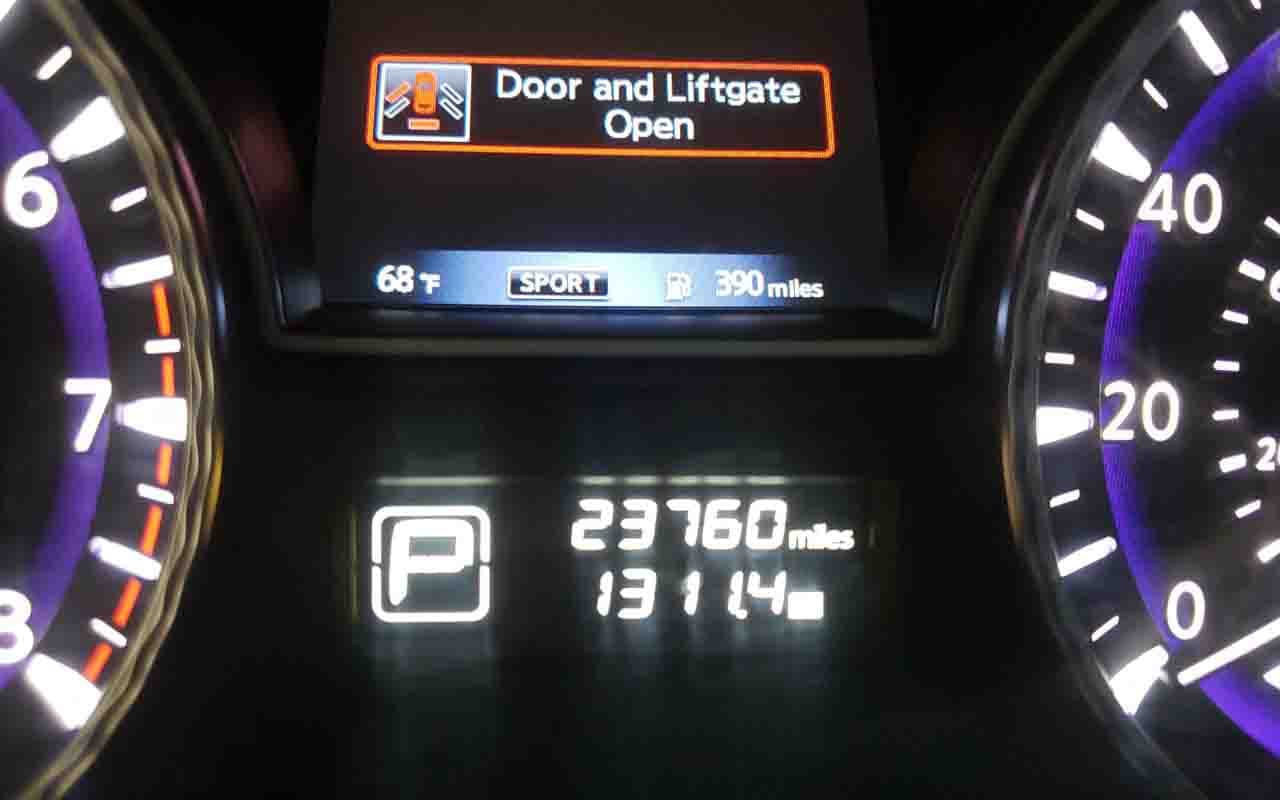 Door and Liftgate
Open
68°F
SPORT
390 miles
6
7
8
40
20
0
P
23760 miles
1311.4